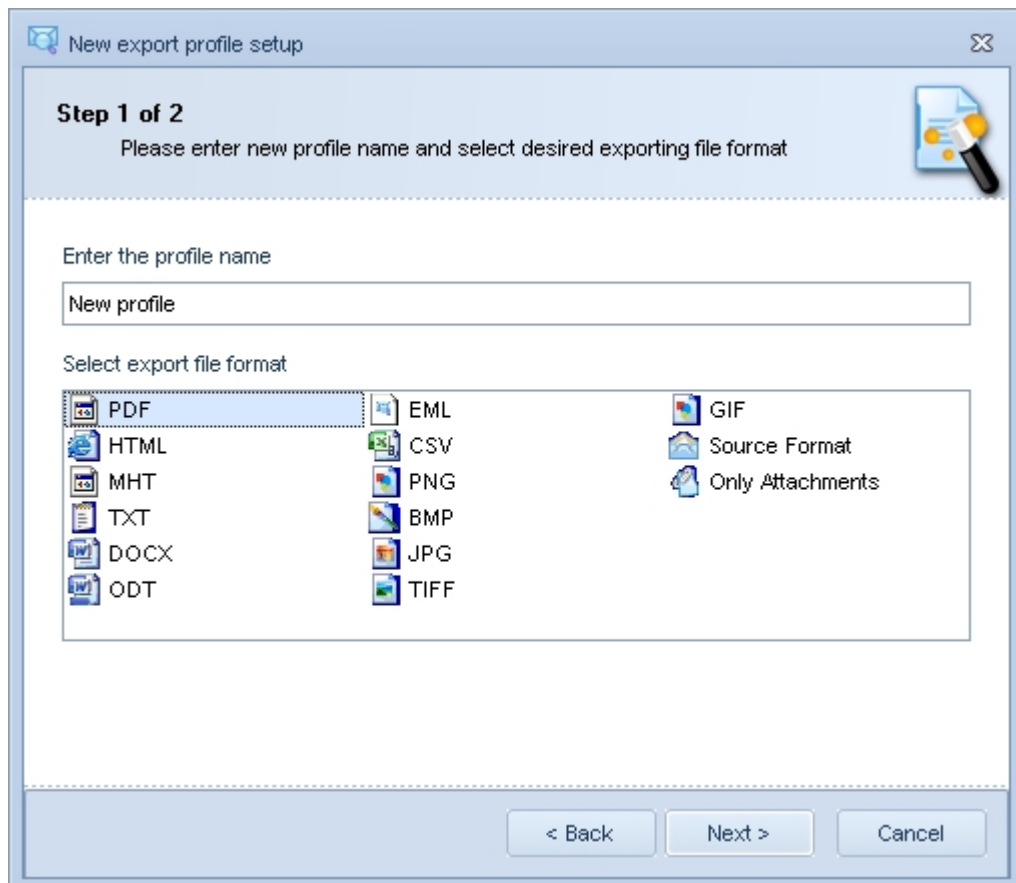 New export profile setup
Step 1 of 2
Please enter new profile name and select desired exporting file format
Enter the profile name
New profile
Select export file format
PDF
HTML
MHT
TXT
DOCX
ODT
EML
CSV
PNG
BMP
JPG
TIFF
GIF
Source Format
Only Attachments
< Back
Next >
Cancel